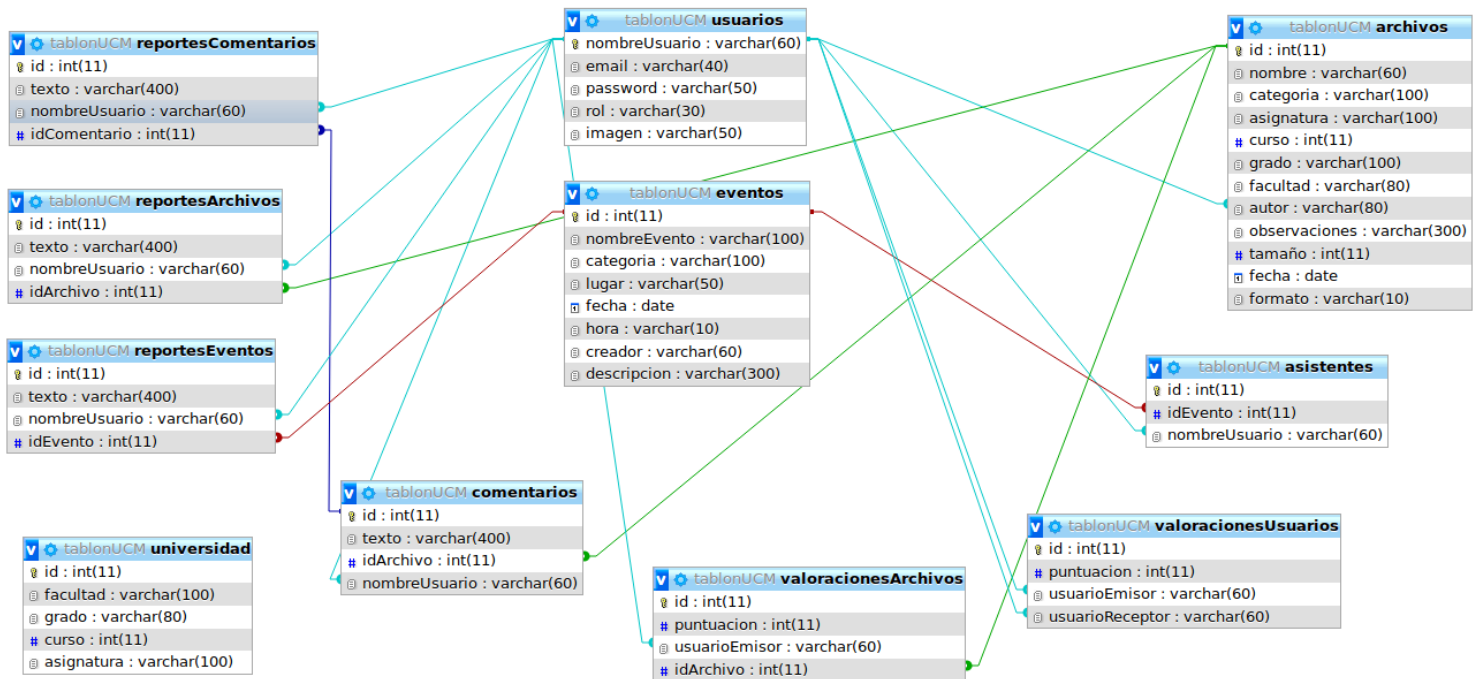 tablonUCM reportesComentarios
id : int(11)
texto : varchar(400)
nombreUsuario : varchar(60)
# idComentario : int(11)
tablonUCM reportesArchivos
id : int(11)
texto : varchar(400)
nombreUsuario : varchar(60)
# idArchivo : int(11)
tablonUCM reportesEventos
id : int(11)
texto : varchar(400)
nombreUsuario : varchar(60)
# idEvento : int(11)
tablonUCM universidad
id : int(11)
facultad : varchar(100)
grado : varchar(80)
# curso : int(11)
asignatura : varchar(100)
tablonUCM comentarios
id : int(11)
texto : varchar(400)
# idArchivo : int(11)
nombreUsuario : varchar(60)
tablonUCM usuarios
nombreUsuario : varchar(60)
email : varchar(40)
password : varchar(50)
rol : varchar(30)
imagen : varchar(50)
tablonUCM eventos
id : int(11)
nombreEvento : varchar(100)
categoria : varchar(100)
lugar : varchar(50)
fecha : date
hora : varchar(10)
creador : varchar(60)
descripcion : varchar(300)
tablonUCM valoracionesArchivos
id : int(11)
# puntuacion : int(11)
usuarioEmisor : varchar(60)
# idArchivo : int(11)
tablonUCM archivos
id : int(11)
nombre : varchar(60)
categoria : varchar(100)
asignatura : varchar(100)
# curso : int(11)
grado : varchar(100)
facultad : varchar(80)
autor : varchar(80)
observaciones : varchar(300)
# tamaño : int(11)
fecha : date
formato : varchar(10)
tablonUCM asistentes
id : int(11)
# idEvento : int(11)
nombreUsuario : varchar(60)
tablonUCM valoracionesUsuarios
id : int(11)
# puntuacion : int(11)
usuarioEmisor : varchar(60)
usuarioReceptor : varchar(60)